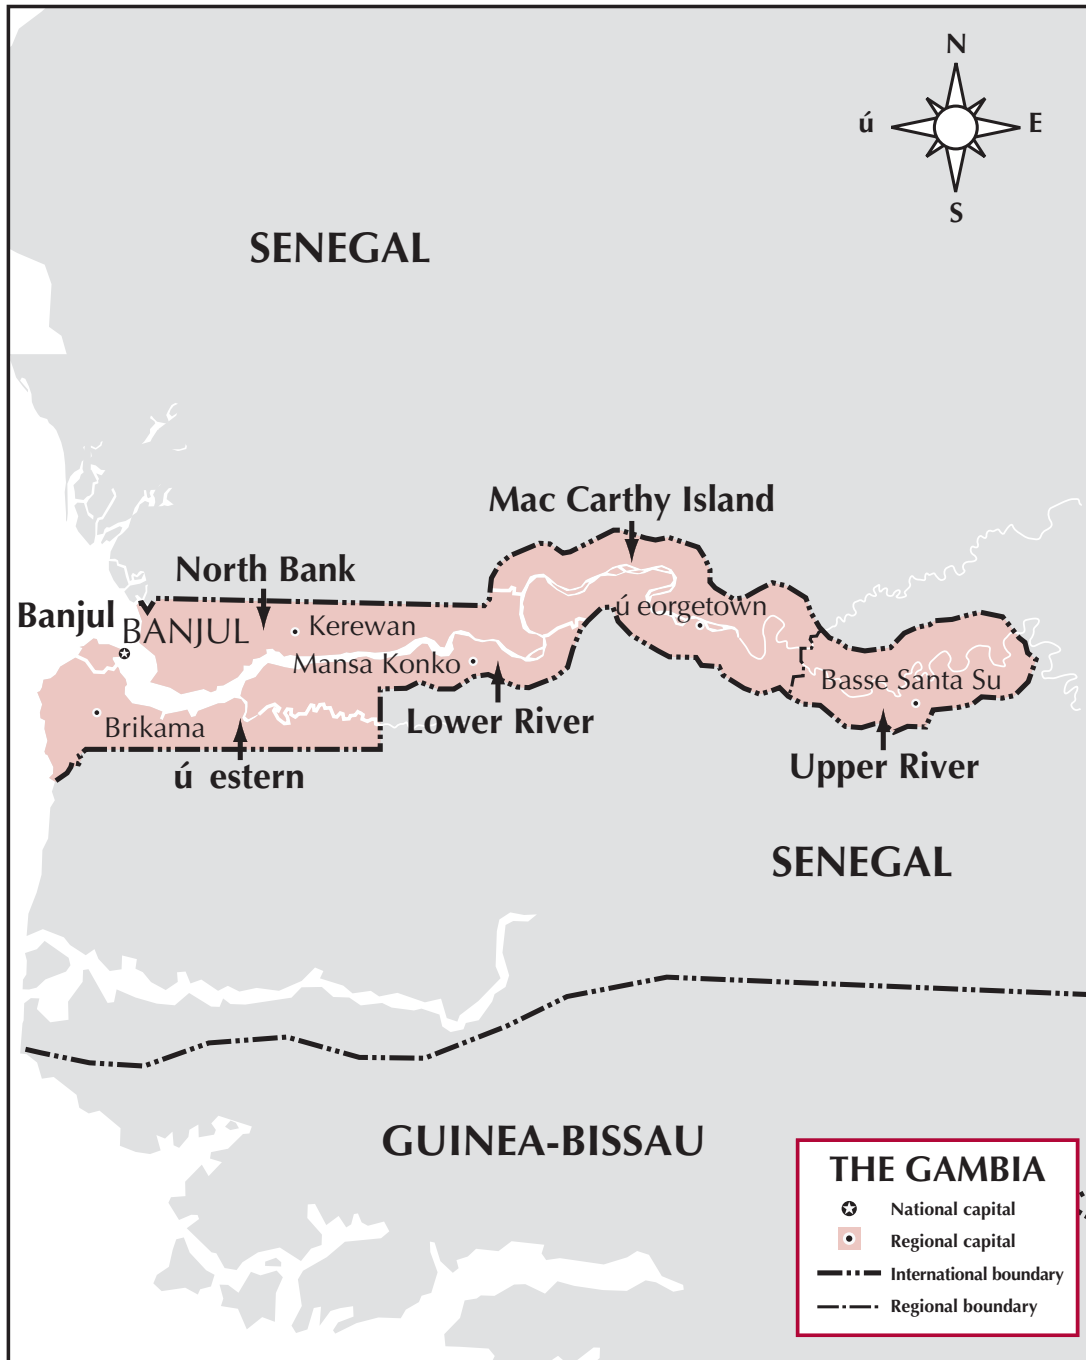 N
ú
E
S
SENEGAL
Mac Carthy Island
North Bank
Banjul
BANJUL
Kerewan
ú eorgetown
Mansa Konko
Basse Santa Su
Brikama
Lower River
ú estern
Upper River
SENEGAL
GUINEA-BISSAU
THE GAMBIA
National capital
Regional capital
International boundary
Regional boundary